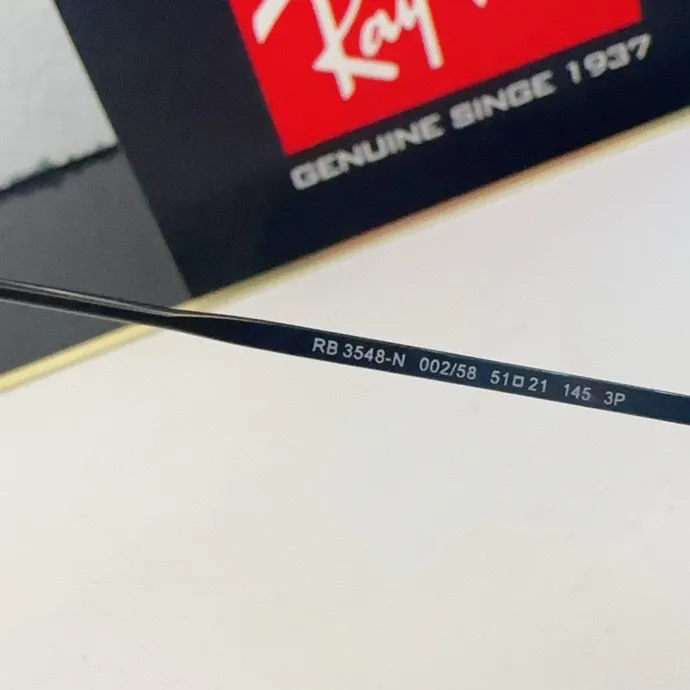 Ray
GENUINE SINCE 1937
RB 3548-N 002/58 51□21 145 3P